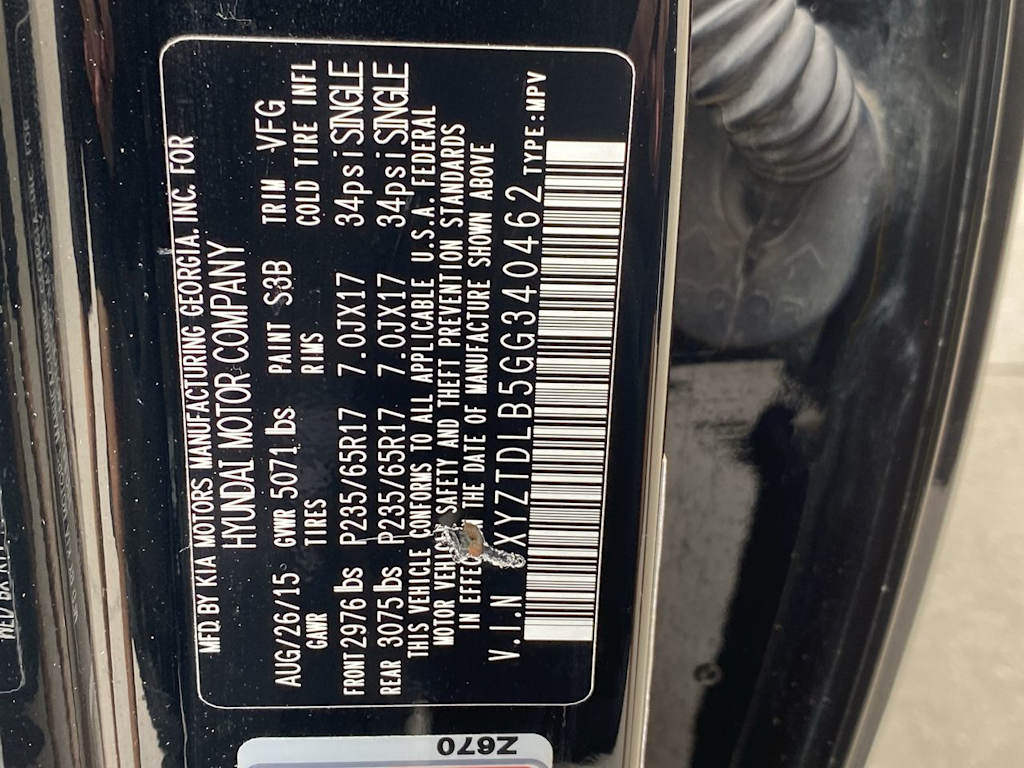 MFD BY KIA MOTORS MANUFACTURING GEORGIA, INC. FOR
HYUNDAI MOTOR COMPANY
AUG/26/15 GVWR 5071 lbs PAINT S3B TRIM VFG
GAWR TIRES RIMS COLD TIRE INFL
FRONT 2976 lbs P235/65R17 7.0JX17 34psi SINGLE
REAR 3075 lbs P235/65R17 7.0JX17 34psi SINGLE
THIS VEHICLE CONFORMS TO ALL APPLICABLE U.S.A. FEDERAL
MOTOR VEHICLE SAFETY AND THEFT PREVENTION STANDARDS
IN EFFECT THE DATE OF MANUFACTURE SHOWN ABOVE
V.I.N XYZTDLB5GG340462 TYPE:MPV
Z670